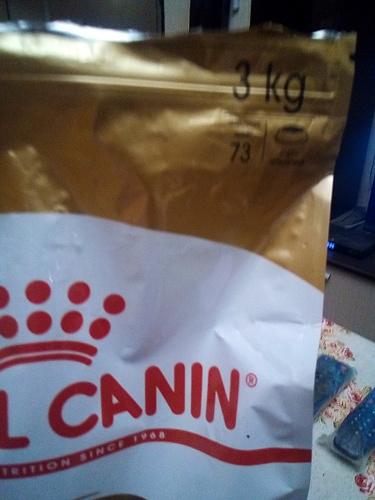 3 kg
73
L CANIN®
TRITION SINCE 1968